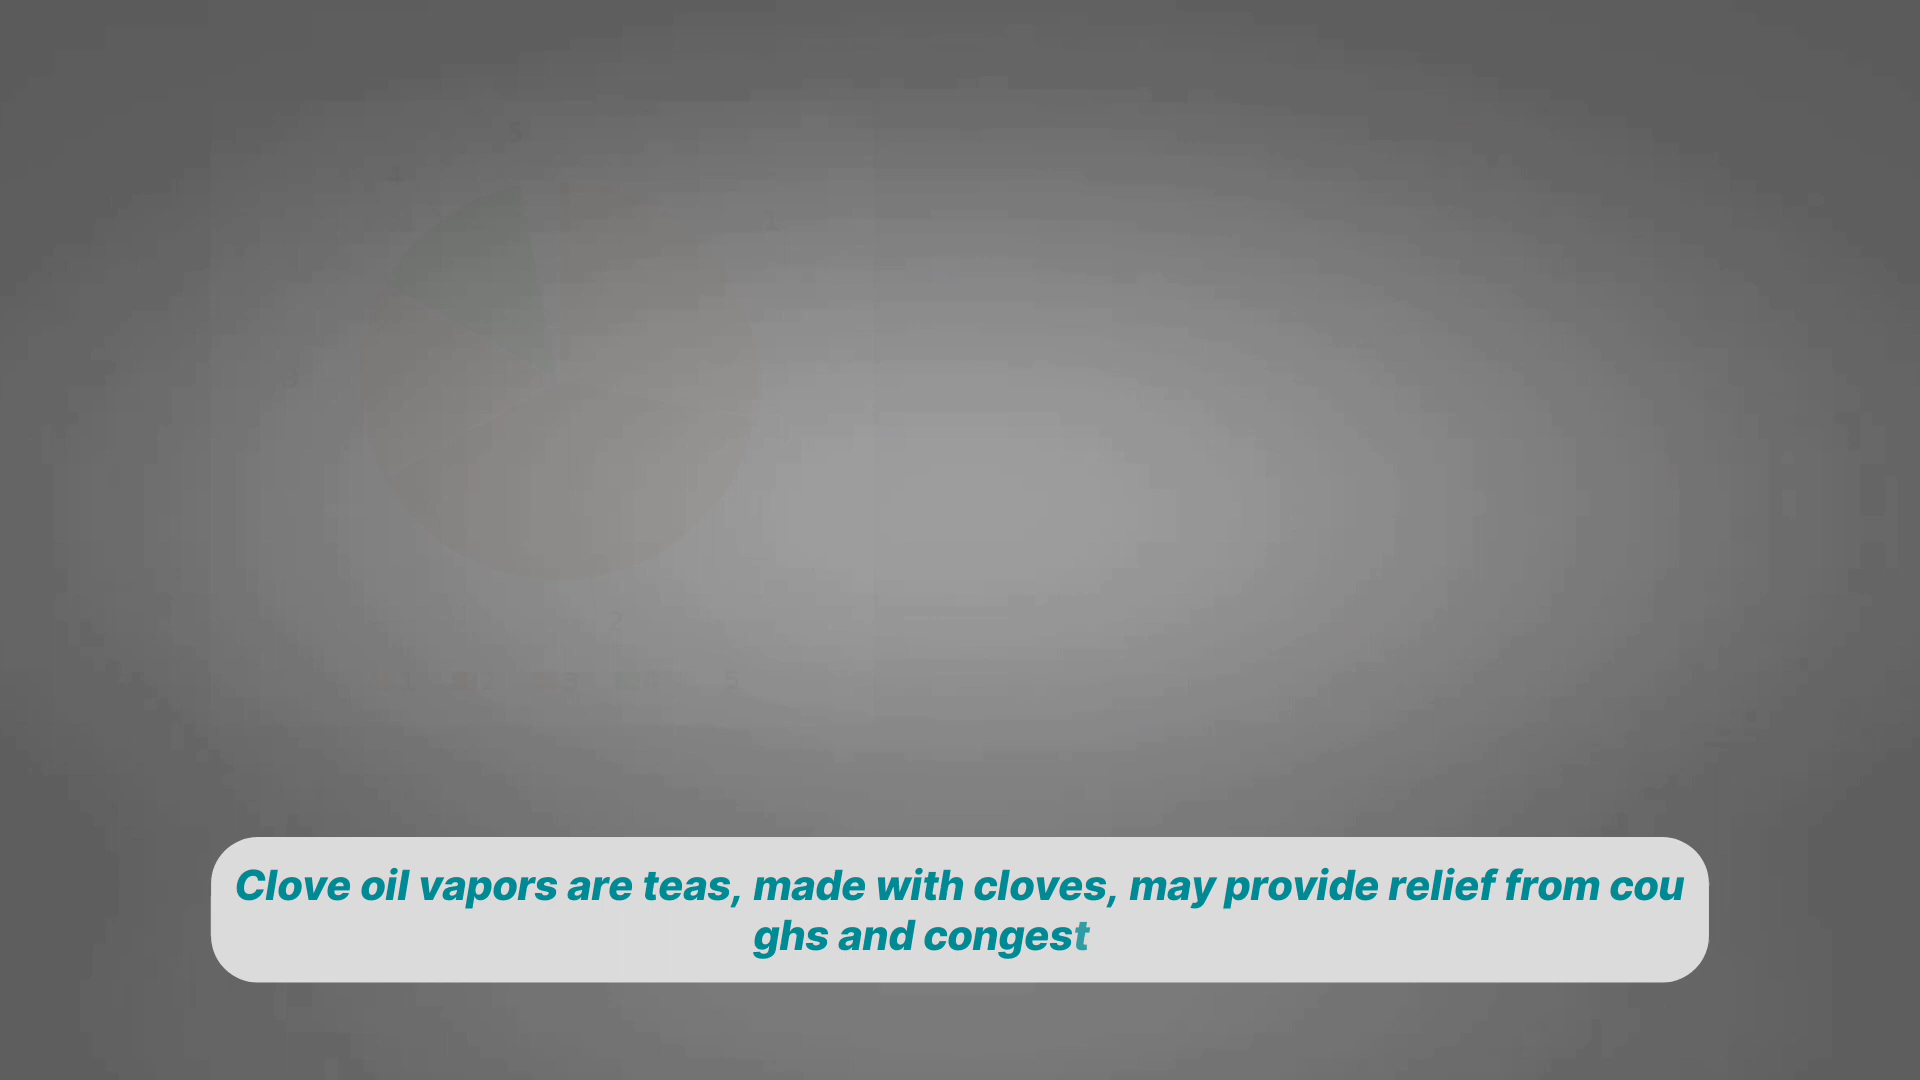 Clove oil vapors are teas, made with cloves, may provide relief from cou
ghs and congest